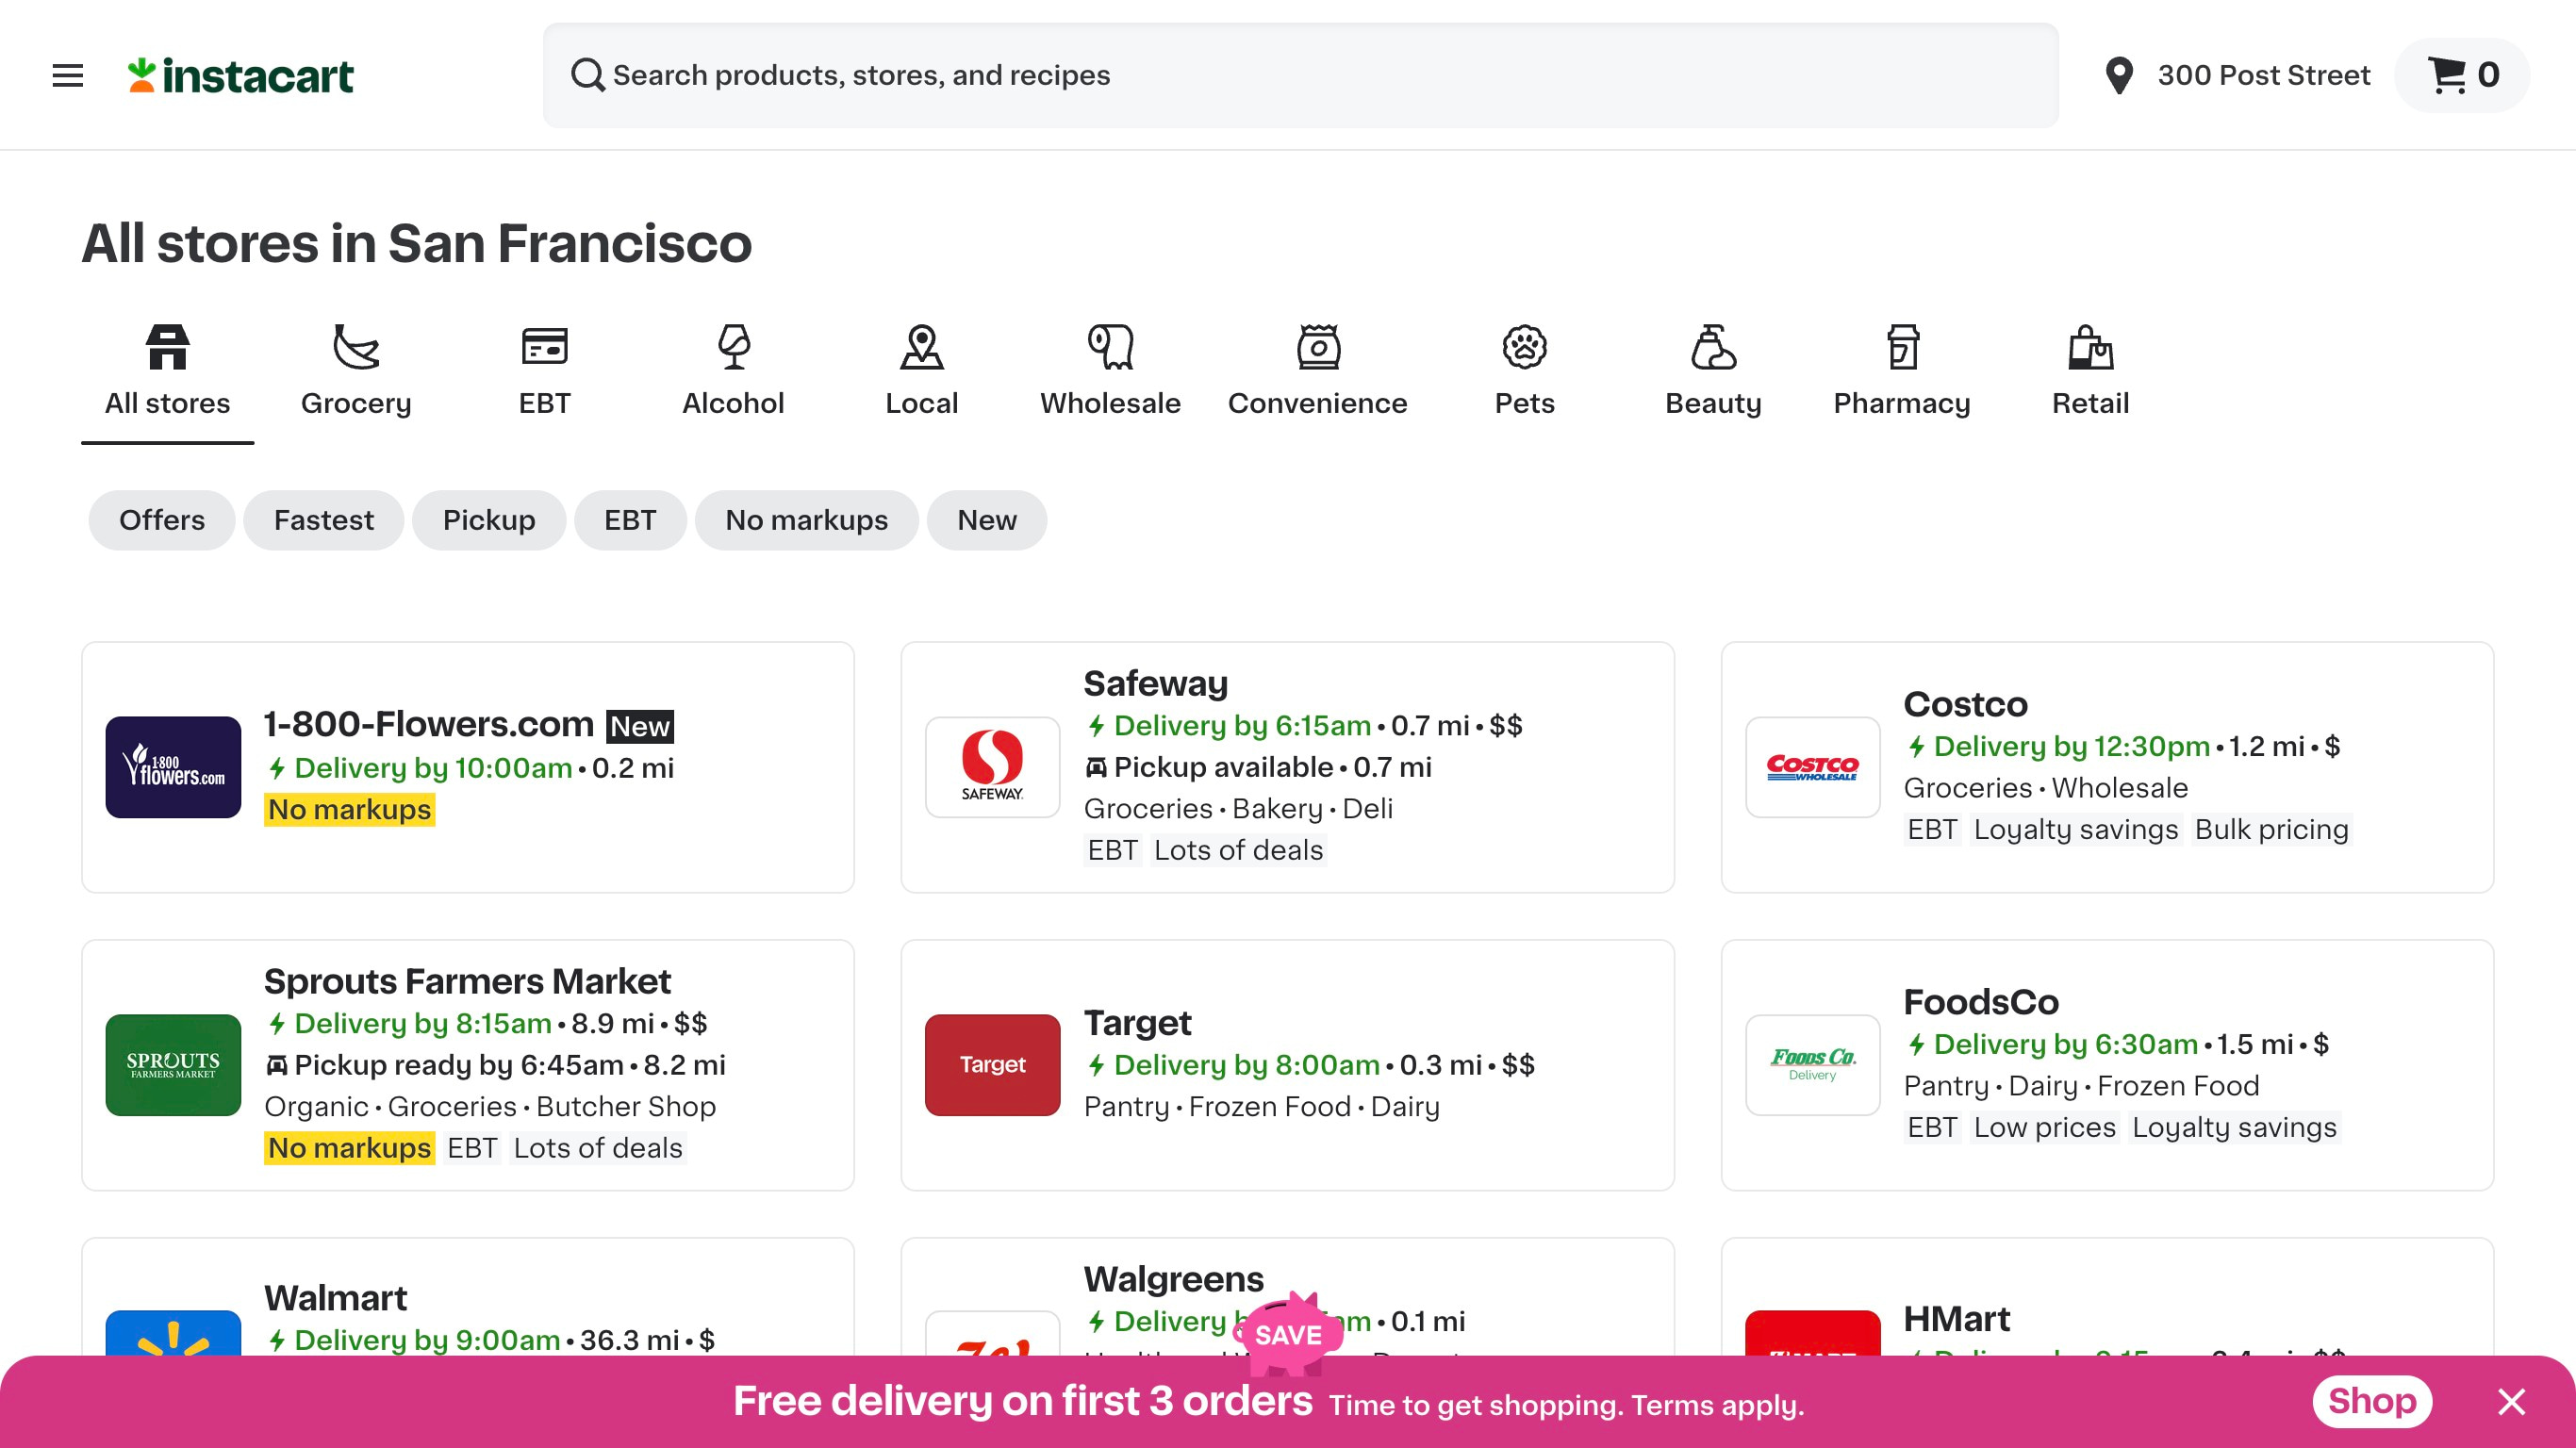 instacart
Search products, stores, and recipes
300 Post Street
0
All stores in San Francisco
All stores
Grocery
EBT
Alcohol
Local
Wholesale
Convenience
Pets
Beauty
Pharmacy
Retail
Offers
Fastest
Pickup
EBT
No markups
New
1-800 flowers.com
1-800-Flowers.com New
Delivery by 10:00am • 0.2 mi
No markups
SAFEWAY
Safeway
Delivery by 6:15am • 0.7 mi • $$
Pickup available • 0.7 mi
Groceries • Bakery • Deli
EBT Lots of deals
COSTCO WHOLESALE
Costco
Delivery by 12:30pm • 1.2 mi • $
Groceries • Wholesale
EBT Loyalty savings Bulk pricing
SPROUTS
FARMERS MARKET
Sprouts Farmers Market
Delivery by 8:15am • 8.9 mi • $$
Pickup ready by 6:45am • 8.2 mi
Organic • Groceries • Butcher Shop
No markups EBT Lots of deals
Target
Target
Delivery by 8:00am • 0.3 mi • $$
Pantry • Frozen Food • Dairy
Foods Co.
Delivery
FoodsCo
Delivery by 6:30am • 1.5 mi • $
Pantry • Dairy • Frozen Food
EBT Low prices Loyalty savings
Walmart
Delivery by 9:00am • 36.3 mi • $
Walgreens
Delivery • 0.1 mi
SAVE
HMart
Free delivery on first 3 orders Time to get shopping. Terms apply.
Shop